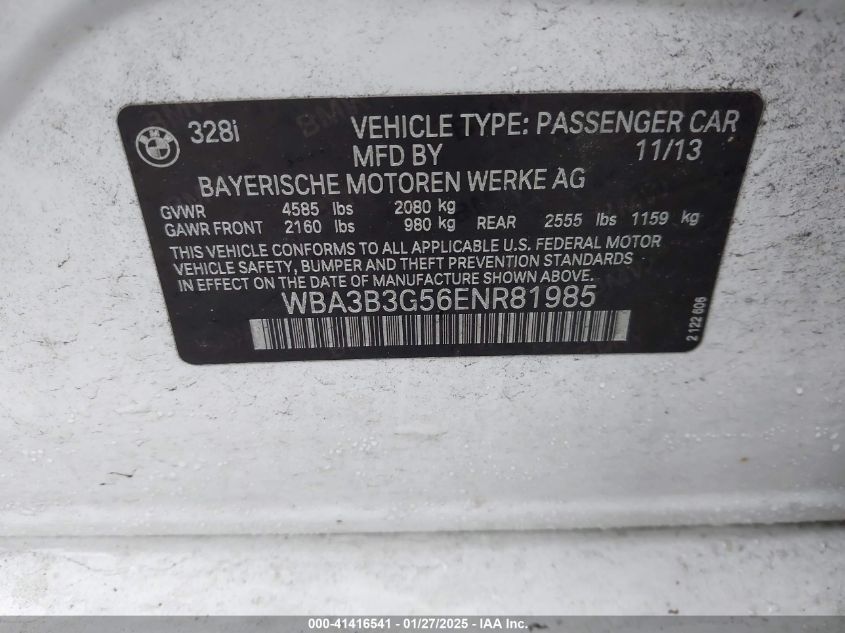 BMW 328i VEHICLE TYPE: PASSENGER CAR
MFD BY 11/13
BAYERISCHE MOTOREN WERKE AG
GVWR 4585 lbs 2080 kg
GAWR FRONT 2160 lbs 980 kg REAR 2555 lbs 1159 kg
THIS VEHICLE CONFORMS TO ALL APPLICABLE U.S. FEDERAL MOTOR
VEHICLE SAFETY, BUMPER AND THEFT PREVENTION STANDARDS
IN EFFECT ON THE DATE OF MANUFACTURE SHOWN ABOVE:
WBA3B3G56ENR81985
2 122 606
000-41416541 / 01/27/2025 - IAA Inc.